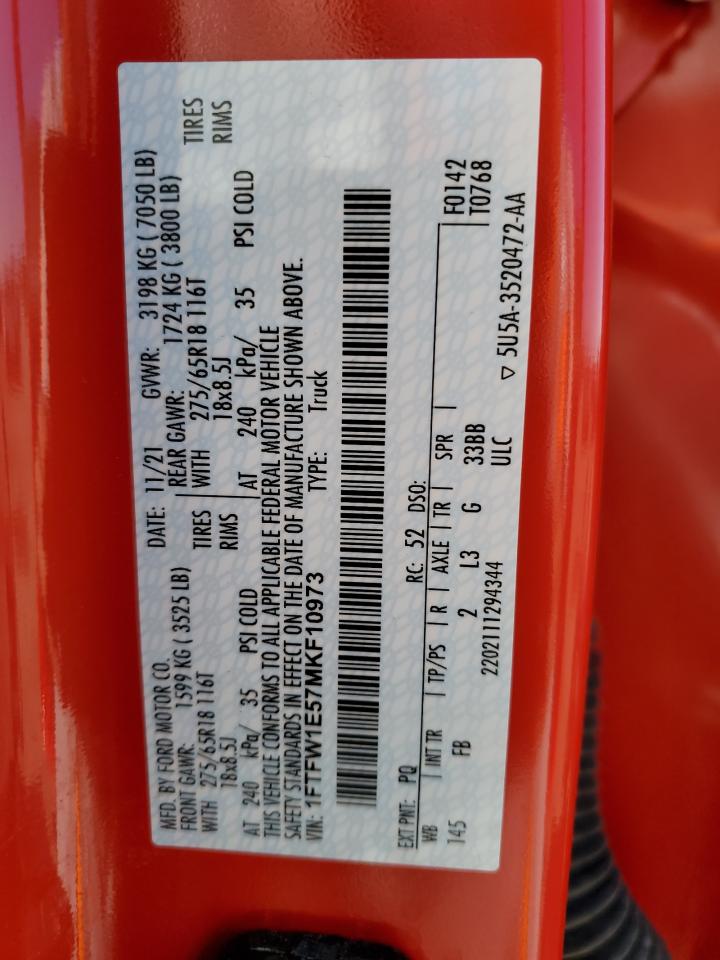 MFD. BY FORD MOTOR CO.
DATE: 11/21 GVWR: 3198 KG ( 7050 LB)
FRONT GAWR: 1599 KG ( 3525 LB)
REAR GAWR: 1724 KG ( 3800 LB)
WITH 275/65R18 116T TIRES
WITH 275/65R18 116T TIRES
18x8.5J RIMS
18x8.5J RIMS
AT 240 kPa/ 35 PSI COLD
AT 240 kPa/ 35 PSI COLD
THIS VEHICLE CONFORMS TO ALL APPLICABLE FEDERAL MOTOR VEHICLE
SAFETY STANDARDS IN EFFECT ON THE DATE OF MANUFACTURE SHOWN ABOVE.
VIN: 1FTFW1E57MKF10973 TYPE: Truck
EXT PNT: PQ RC: 52 DSO:
F0142
WB | INT TR | TP/PS | R | AXLE | TR | SPR |
T0768
145 FB 2 L3 G 33BB
2202111294344 ULC
▽ 5U5A-3520472-AA